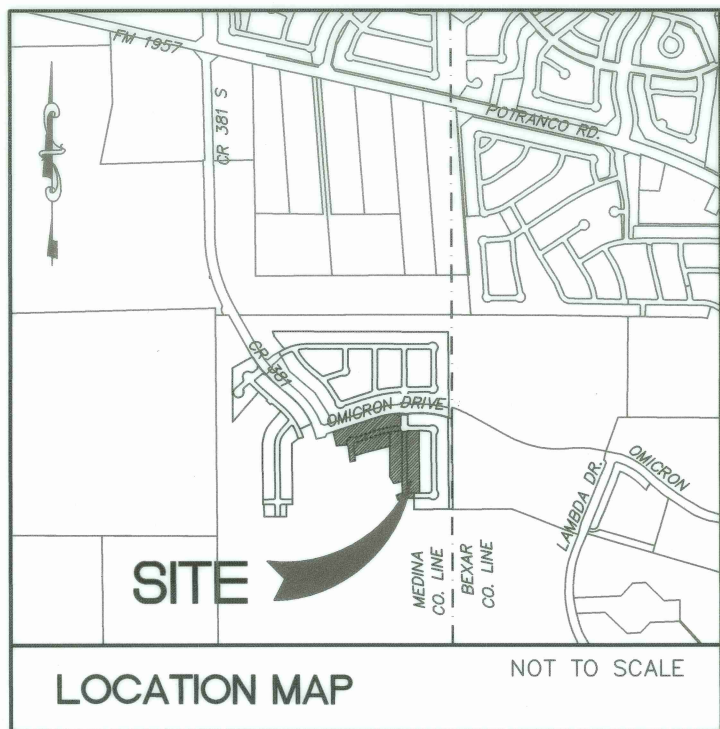 FM 1957
CR 381 S
POTRANCO RD.
CR 381
OMICRON DRIVE
OMICRON
LAMBDA DR.
SITE
MEDINA
CO. LINE
BEXAR
CO. LINE
NOT TO SCALE
LOCATION MAP